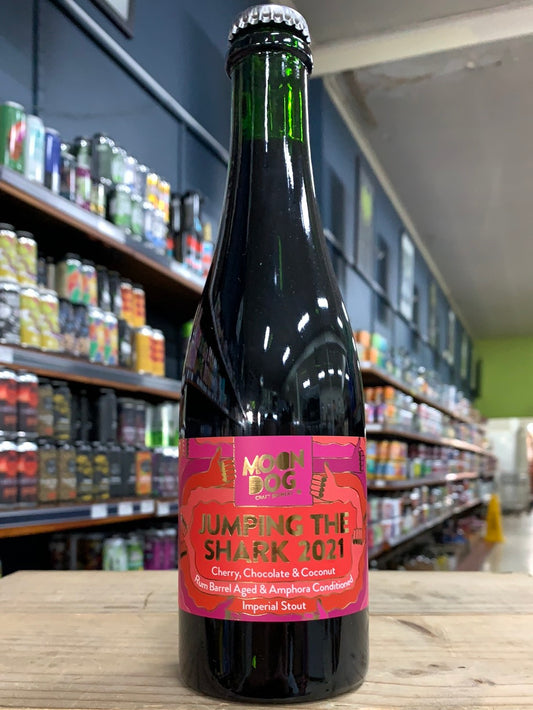 MOON
DOG
CRAFT BREWERY
JUMPING THE
SHARK 2021
Cherry, Chocolate & Coconut
Rum Barrel Aged & Amphora Conditioned
Imperial Stout